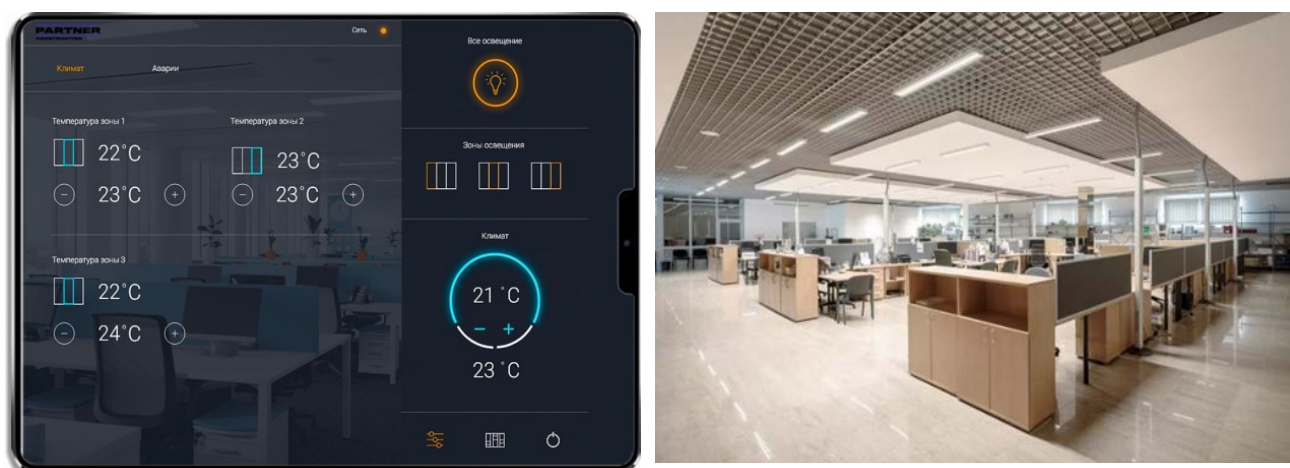 PARTNER
CONSTRUCTION
Сеть
Климат
Аварии
Температура зоны 1
22°C
23°C
Температура зоны 2
23°C
23°C
Температура зоны 3
22°C
24°C
Все освещение
Зоны освещения
Климат
21 °C
− +
23 °C